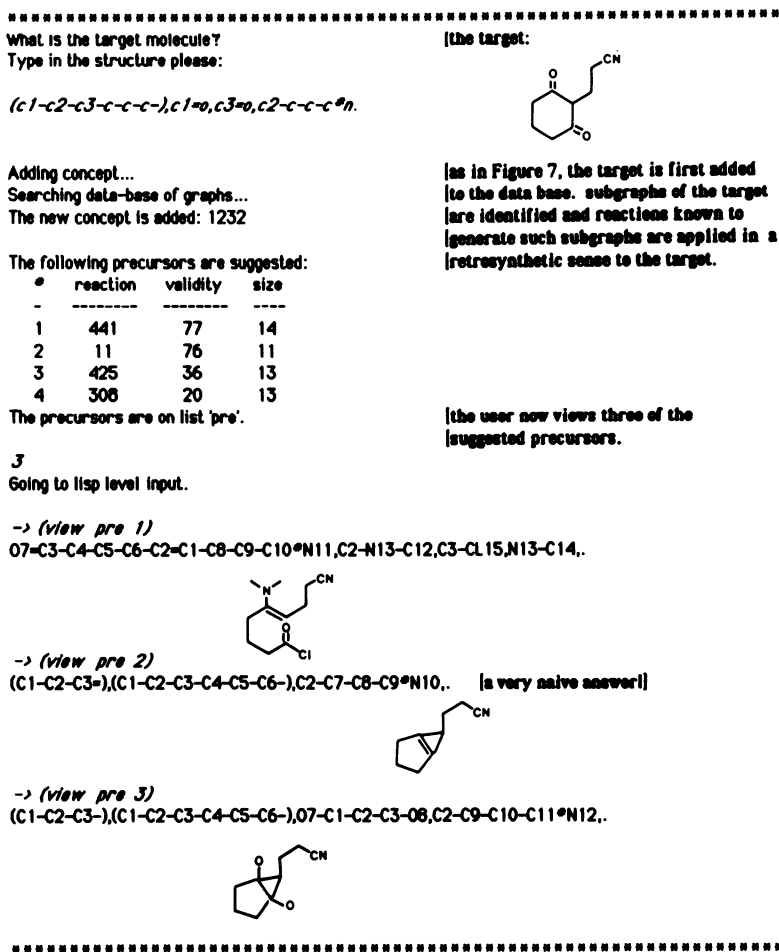 What is the target molecule?
|the target:
Type in the structure please:
CN
O
O
(c1-c2-c3-c-c-c-),c1=o,c3=o,c2-c-c-c#n.
Adding concept...
Searching data-base of graphs...
The new concept is added: 1232
|as in Figure 7, the target is first added
|to the data base. subgraphs of the target
|are identified and reactions known to
|generate such subgraphs are applied in a
|retrosynthetic sense to the target.
The following precursors are suggested:
# reaction validity size
- -------- -------- ----
1 441 77 14
2 11 76 11
3 425 36 13
4 308 20 13
The precursors are on list 'pre'.
|the user now views three of the
|suggested precursors.
3
Going to lisp level input.
-> (view pre 1)
O7=C3-C4-C5-C6-C2=C1-C8-C9-C10#N11,C2-N13-C12,C3-CL15,N13-C14,.
N
CN
O
Cl
-> (view pre 2)
(C1-C2-C3=),(C1-C2-C3-C4-C5-C6-),C2-C7-C8-C9#N10,. |a very naive answer!|
CN
-> (view pre 3)
(C1-C2-C3-),(C1-C2-C3-C4-C5-C6-),O7-C1-C2-C3-O8,C2-C9-C10-C11#N12,.
O
CN
O